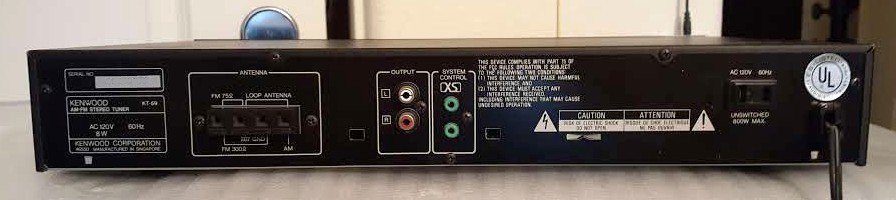 SERIAL NO.
KENWOOD KT-59
AM-FM STEREO TUNER
AC 120V 60Hz
8W
KENWOOD CORPORATION
MANUFACTURED IN SINGAPORE
ANTENNA
FM 75Ω LOOP ANTENNA
GND
FM 300Ω AM
OUTPUT
L
R
SYSTEM
CONTROL
XS
THIS DEVICE COMPLIES WITH PART 15 OF
THE FCC RULES OPERATION IS SUBJECT
TO THE FOLLOWING TWO CONDITIONS
(1) THIS DEVICE MAY NOT CAUSE HARMFUL
INTERFERENCE, AND
(2) THIS DEVICE MUST ACCEPT ANY
INTERFERENCE RECEIVED,
INCLUDING INTERFERENCE THAT MAY CAUSE
UNDESIRED OPERATION.
CAUTION
RISK OF ELECTRIC SHOCK
DO NOT OPEN
ATTENTION
RISQUE DE CHOC ELECTRIQUE
NE PAS OUVRIR
AC 120V 60Hz
UNSWITCHED
800W MAX.
UL